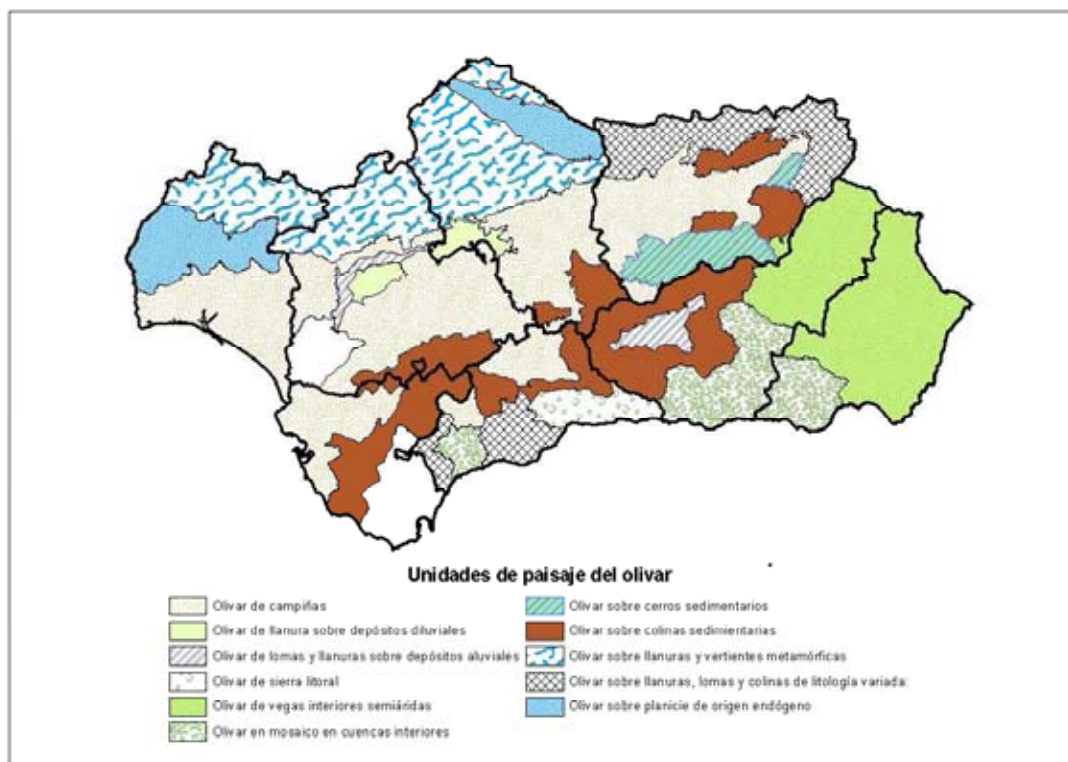 Unidades de paisaje del olivar
Olivar de campiñas
Olivar de llanura sobre depósitos diluviales
Olivar de lomas y llanuras sobre depósitos aluviales
Olivar de sierra litoral
Olivar de vegas interiores semiáridas
Olivar en mosaico en cuencas interiores
Olivar sobre cerros sedimentarios
Olivar sobre colinas sedimientarias
Olivar sobre llanuras y vertientes metamórficas
Olivar sobre llanuras, lomas y colinas de litología variada:
Olivar sobre planicie de origen endógeno